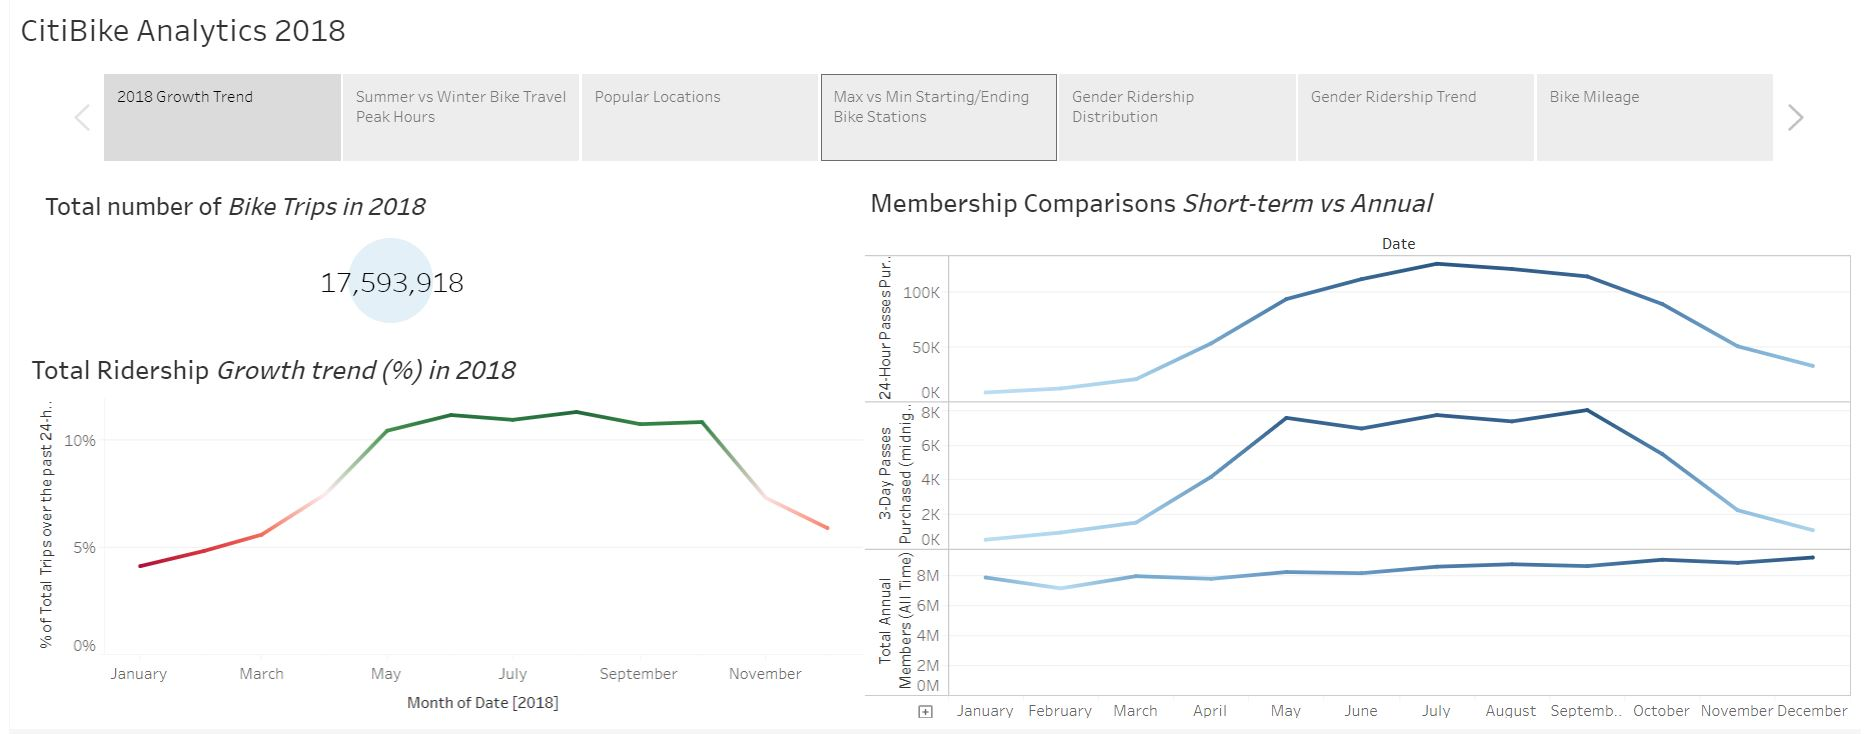 CitiBike Analytics 2018
2018 Growth Trend
Summer vs Winter Bike Travel
Peak Hours
Popular Locations
Max vs Min Starting/Ending
Bike Stations
Gender Ridership
Distribution
Gender Ridership Trend
Bike Mileage
Total number of Bike Trips in 2018
17,593,918
Total Ridership Growth trend (%) in 2018
% of Total Trips over the past 24-h..
10%
5%
0%
January March May July September November
Month of Date [2018]
Membership Comparisons Short-term vs Annual
Date
24-Hour Passes Pur..
100K
50K
0K
3-Day Passes
Purchased (midnig..
8K
6K
4K
2K
0K
Total Annual
Members (All Time)
8M
6M
4M
2M
0M
January February March April May June July August Septemb.. October November December